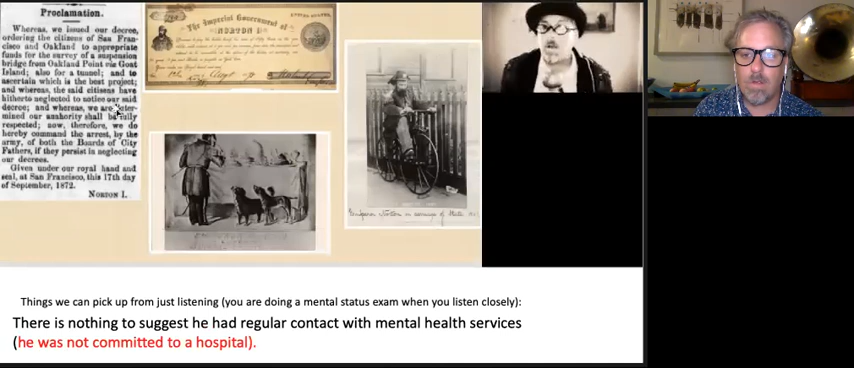 Proclamation.
Whereas, we issued our decree,
ordering the citizens of San Fran-
cisco and Oakland to appropriate
funds for the survey of a suspension
bridge from Oakland Point via Goat
Island; also for a tunnel; and to
ascertain which is the best project;
and whereas, the said citizens have
hitherto neglected to notice our said
decree; and whereas, we are deter-
mined our authority shall be fully
respected; now, therefore, we do
hereby command the arrest, by the
army, of both the Boards of City
Fathers, if they persist in neglecting
our decrees.
Given under our royal hand and
seal, at San Francisco, this 17th day
of September, 1872.
NORTON I.
The Imperial Government of
NORTON I
Emperor Norton
Things we can pick up from just listening (you are doing a mental status exam when you listen closely):
There is nothing to suggest he had regular contact with mental health services
(he was not committed to a hospital).